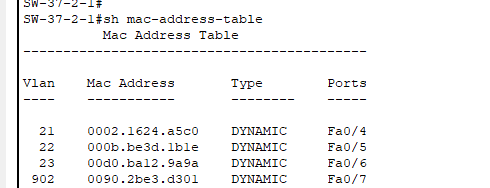 SW-37-2-1#
SW-37-2-1#sh mac-address-table
Mac Address Table
-------------------------------------------
Vlan Mac Address Type Ports
---- ----------- -------- -----
21 0002.1624.a5c0 DYNAMIC Fa0/4
22 000b.be3d.1b1e DYNAMIC Fa0/5
23 00d0.ba12.9a9a DYNAMIC Fa0/6
902 0090.2be3.d301 DYNAMIC Fa0/7